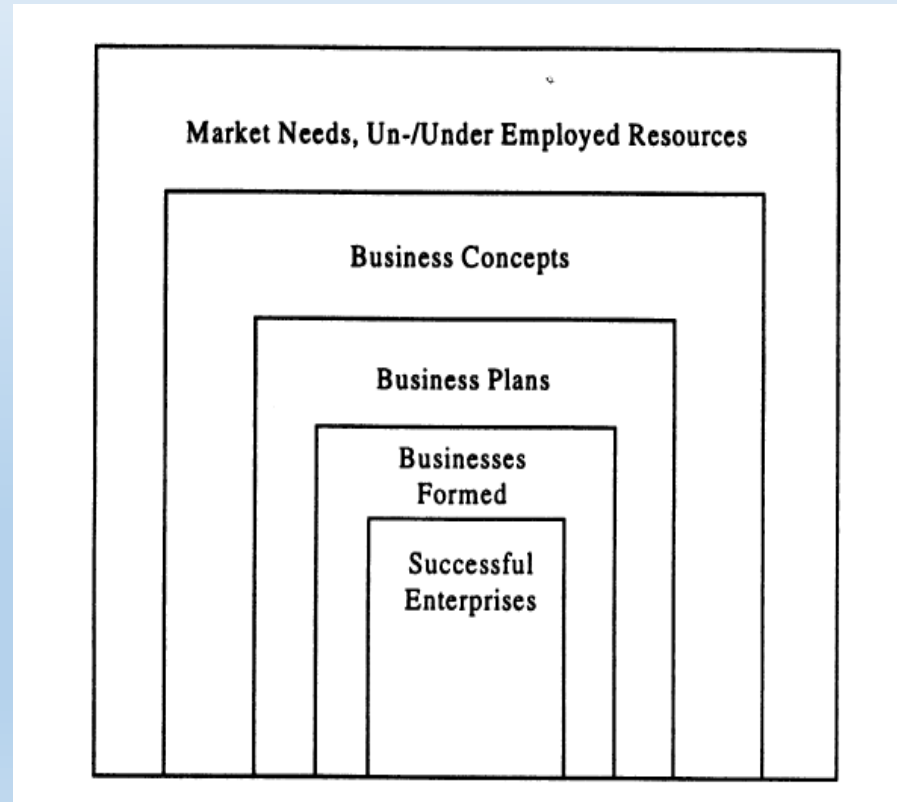 Market Needs, Un-/Under Employed Resources
Business Concepts
Business Plans
Businesses
Formed
Successful
Enterprises